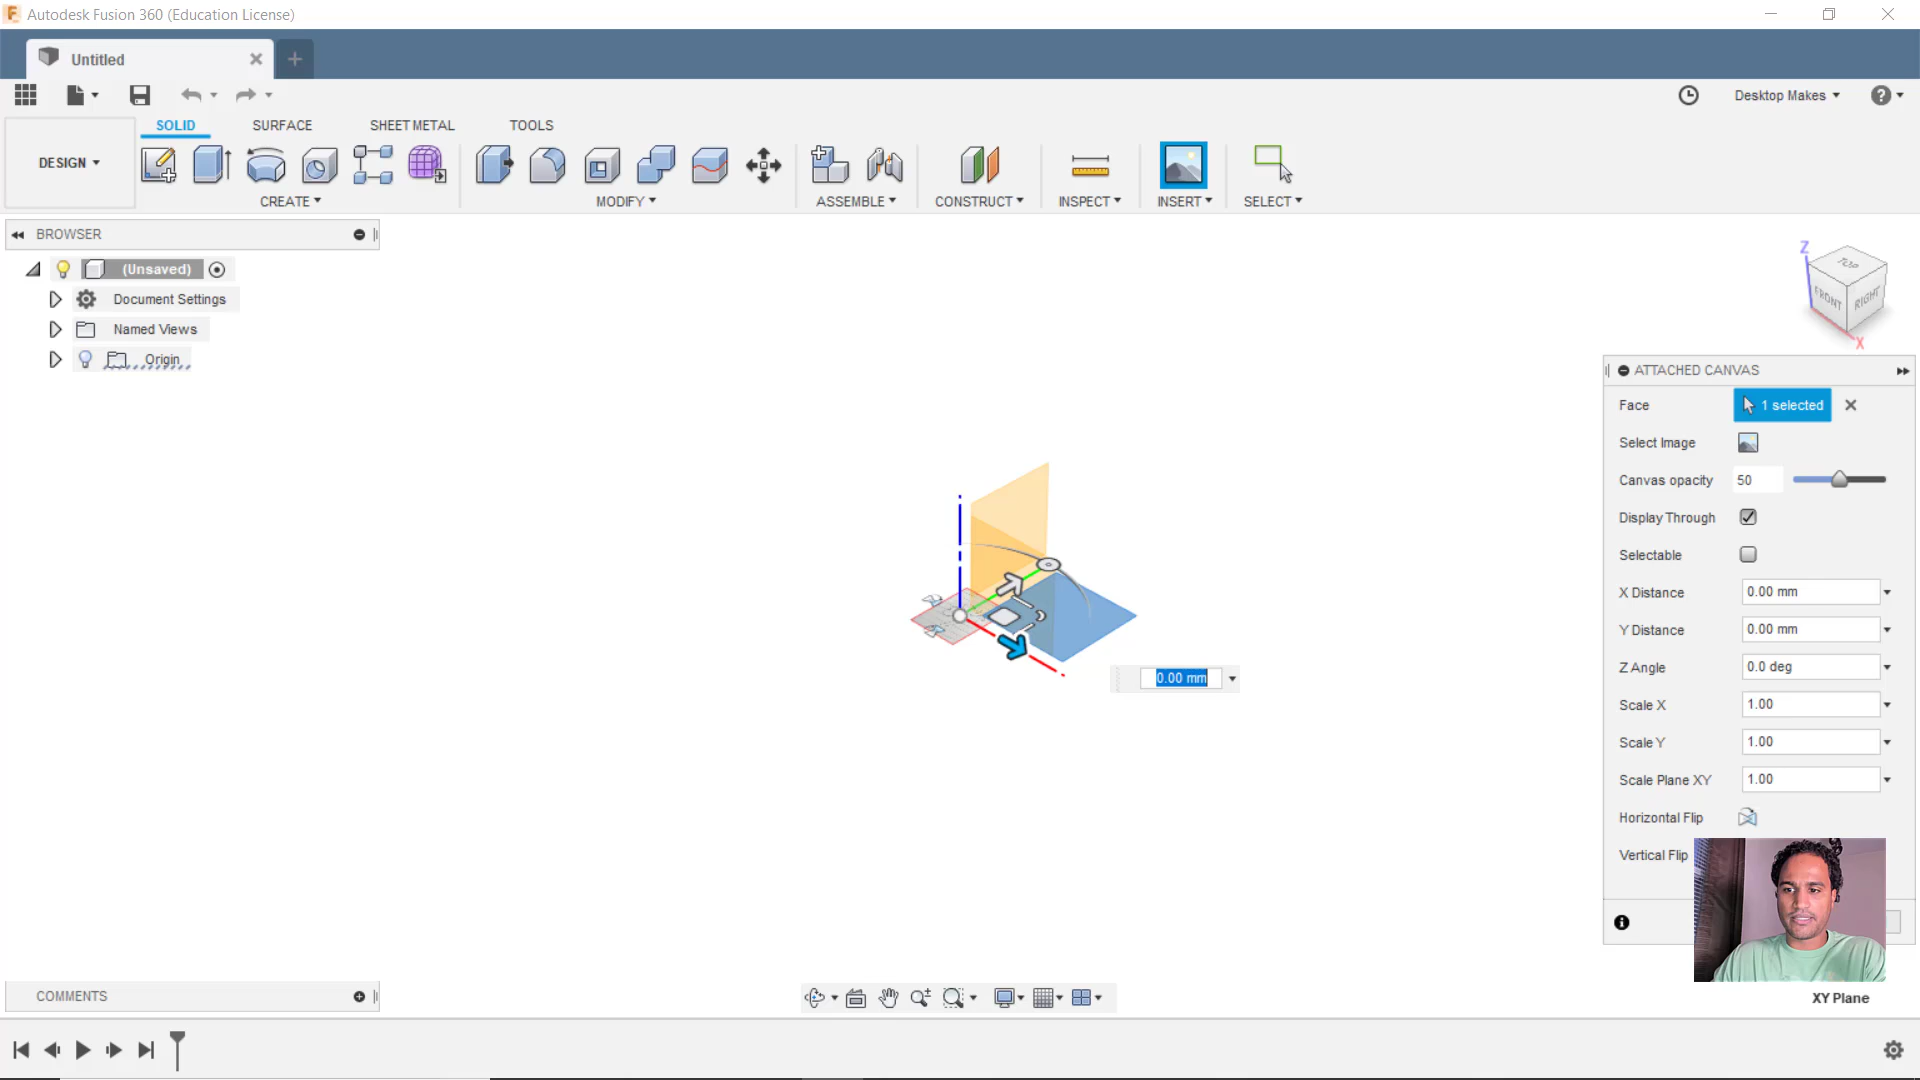 Autodesk Fusion 360 (Education License)
Untitled
Desktop Makes
SOLID
SURFACE
SHEET METAL
TOOLS
DESIGN
CREATE
MODIFY
ASSEMBLE
CONSTRUCT
INSPECT
INSERT
SELECT
BROWSER
(Unsaved)
Document Settings
Named Views
Origin
Z
TOP
FRONT
RIGHT
X
ATTACHED CANVAS
Face 1 selected
Select Image
Canvas opacity 50
Display Through
Selectable
X Distance 0.00 mm
Y Distance 0.00 mm
Z Angle 0.0 deg
Scale X 1.00
Scale Y 1.00
Scale Plane XY 1.00
Horizontal Flip
Vertical Flip
0.00 mm
COMMENTS
XY Plane